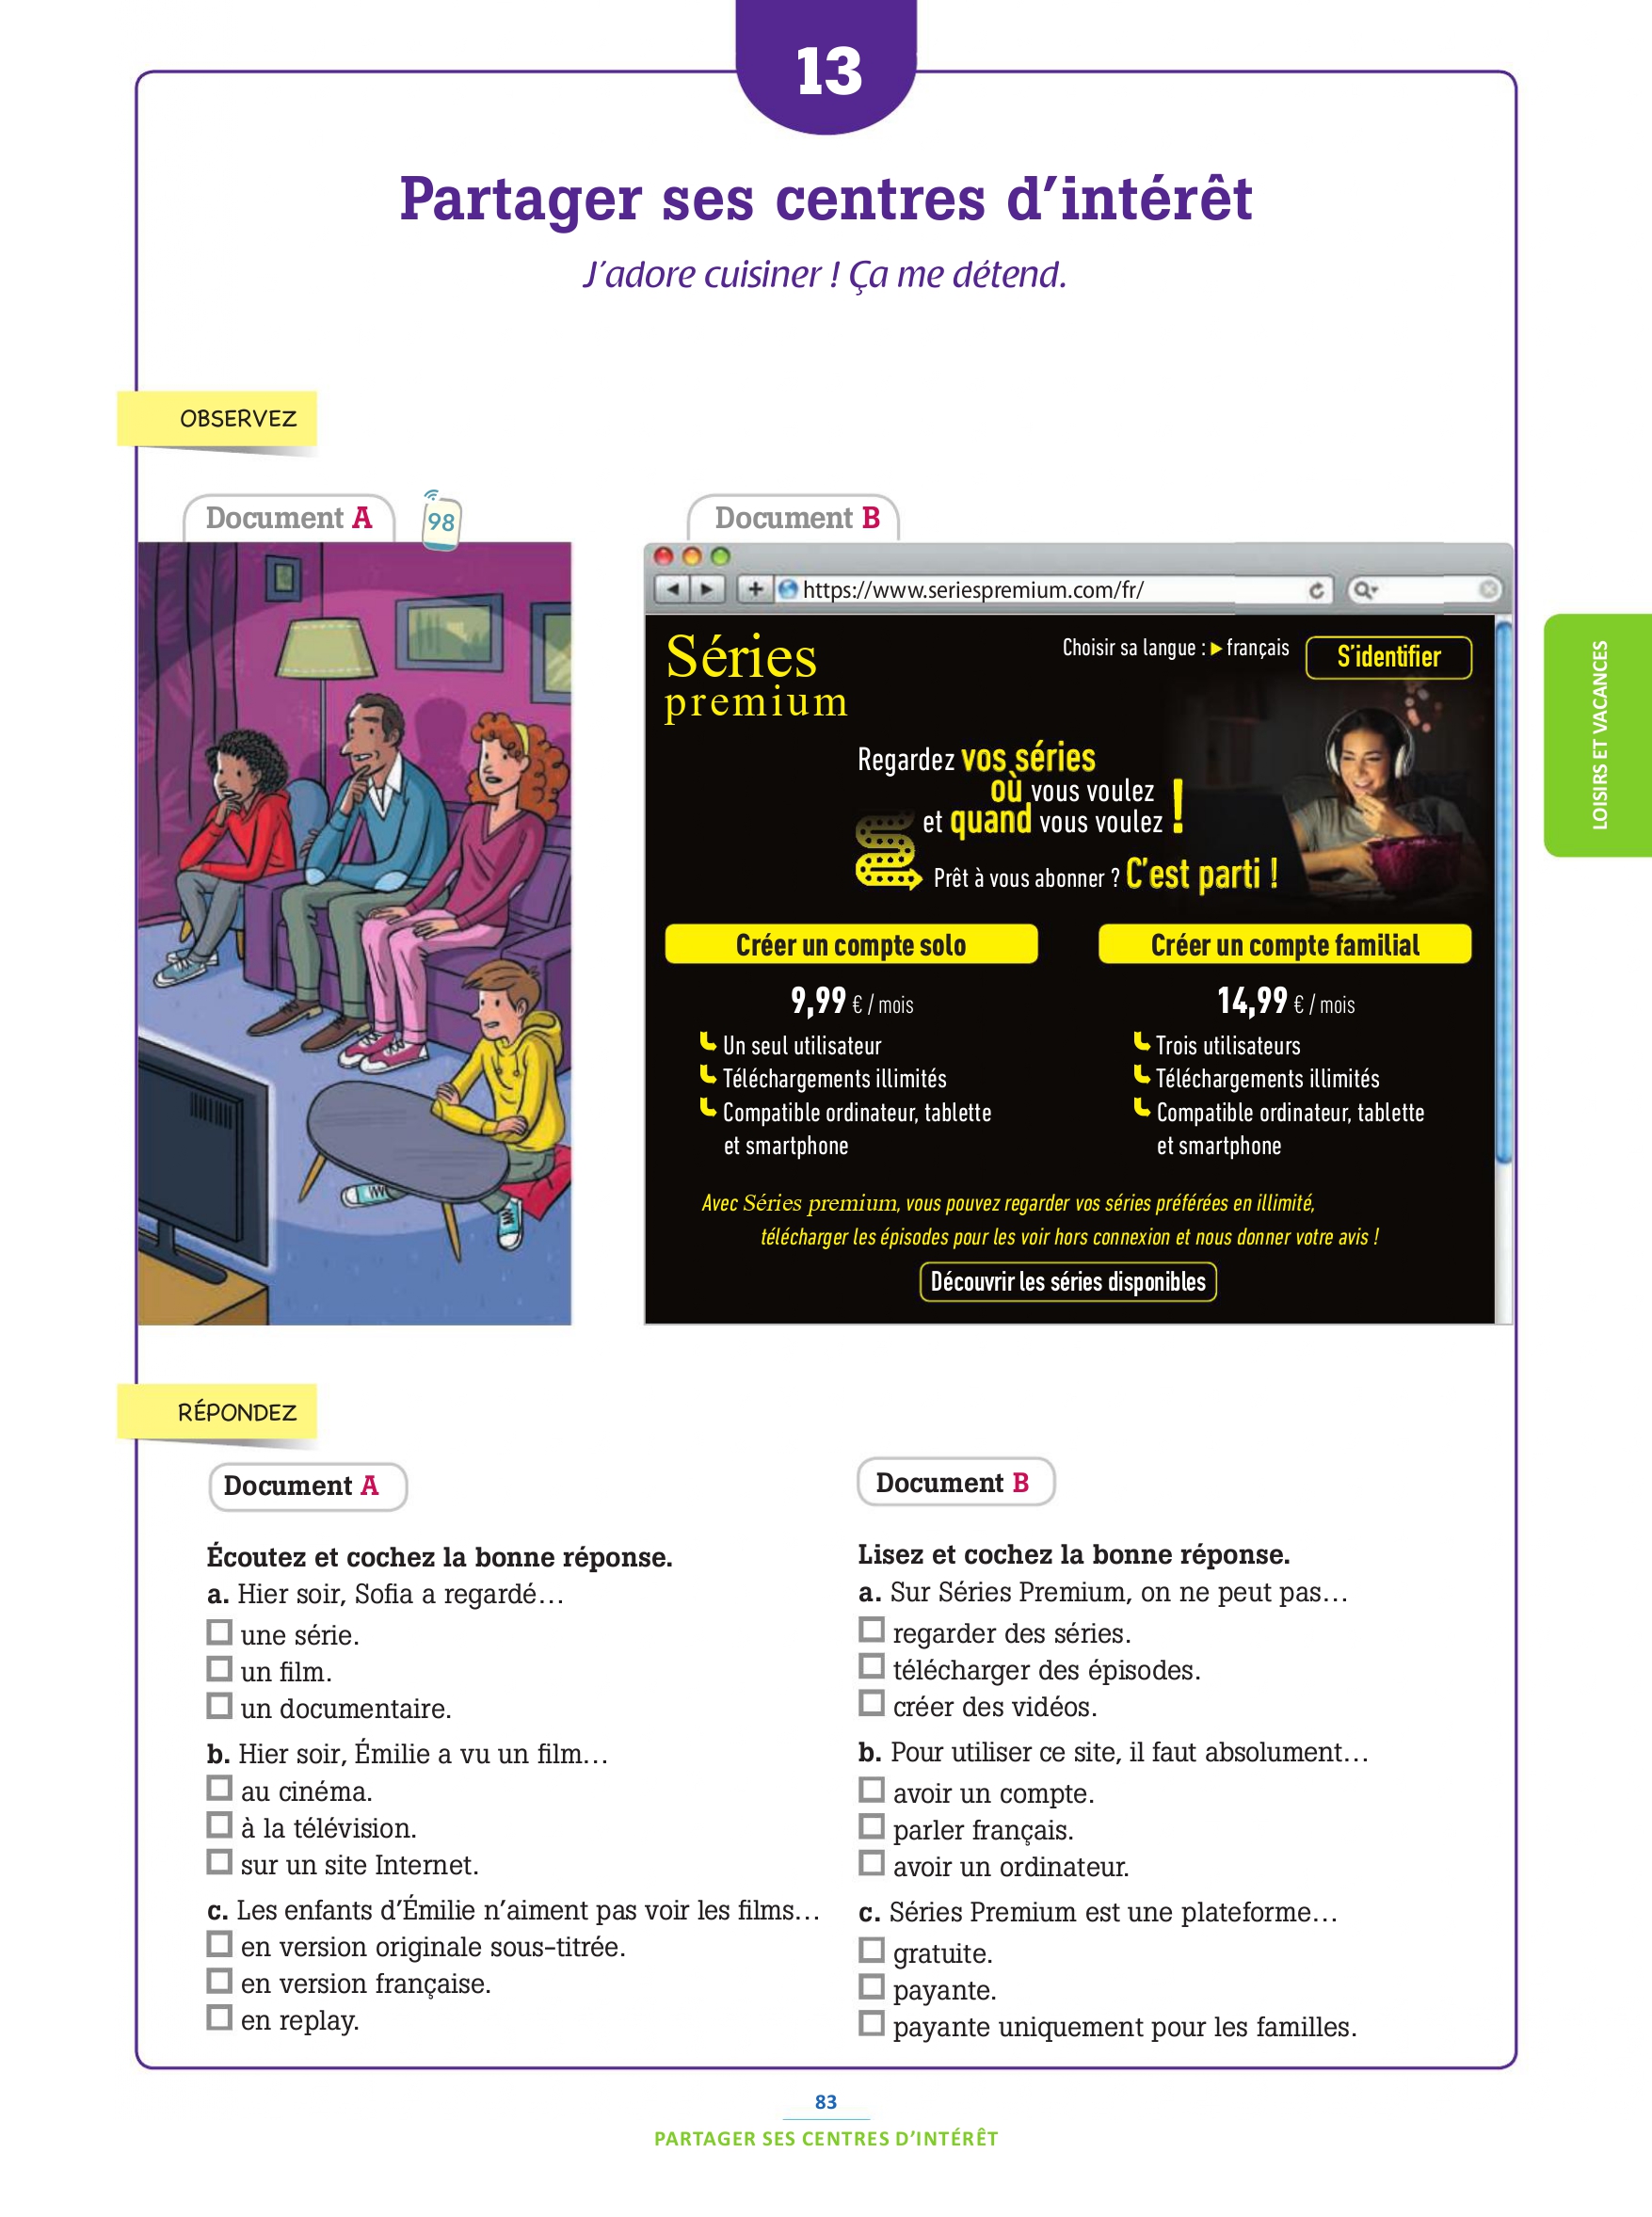 13
Partager ses centres d'intérêt
J'adore cuisiner ! Ça me détend.
OBSERVEZ
Document A
98
Document B
https://www.seriespremium.com/fr/
Séries
premium
Choisir sa langue : ▶ français
S'identifier
Regardez vos séries
où vous voulez
et quand vous voulez !
Prêt à vous abonner ? C'est parti !
Créer un compte solo
9,99 € / mois
Un seul utilisateur
Téléchargements illimités
Compatible ordinateur, tablette
et smartphone
Créer un compte familial
14,99 € / mois
Trois utilisateurs
Téléchargements illimités
Compatible ordinateur, tablette
et smartphone
Avec Séries premium, vous pouvez regarder vos séries préférées en illimité,
télécharger les épisodes pour les voir hors connexion et nous donner votre avis !
Découvrir les séries disponibles
LOISIRS ET VACANCES
RÉPONDEZ
Document A
Écoutez et cochez la bonne réponse.
a. Hier soir, Sofia a regardé…
une série.
un film.
un documentaire.
b. Hier soir, Émilie a vu un film…
au cinéma.
à la télévision.
sur un site Internet.
c. Les enfants d'Émilie n'aiment pas voir les films…
en version originale sous-titrée.
en version française.
en replay.
Document B
Lisez et cochez la bonne réponse.
a. Sur Séries Premium, on ne peut pas…
regarder des séries.
télécharger des épisodes.
créer des vidéos.
b. Pour utiliser ce site, il faut absolument…
avoir un compte.
parler français.
avoir un ordinateur.
c. Séries Premium est une plateforme…
gratuite.
payante.
payante uniquement pour les familles.
83
PARTAGER SES CENTRES D'INTÉRÊT